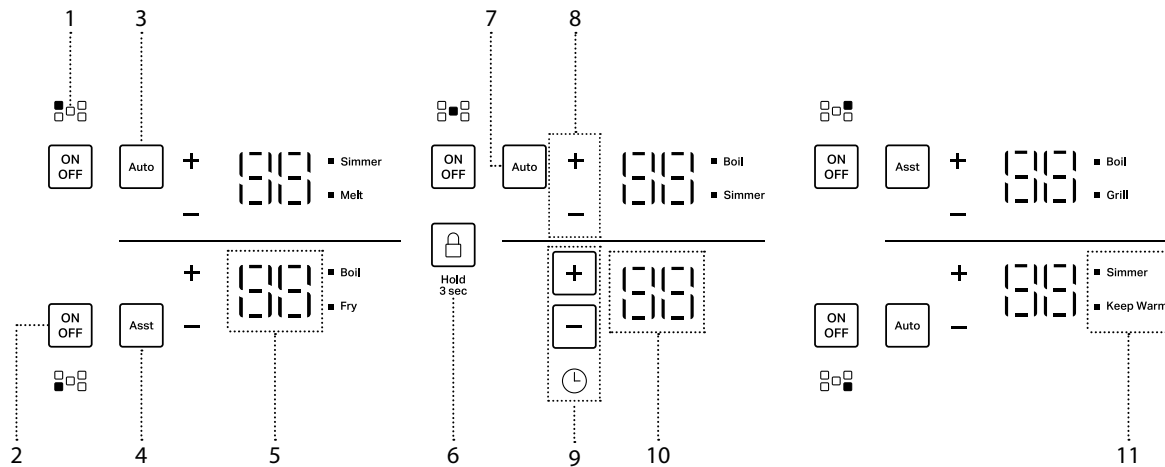 1
3
7
8
ON
OFF
Auto
+
Simmer
Melt
−
ON
OFF
Auto
+
Boil
Simmer
−
ON
OFF
Asst
+
Boil
Grill
−
Hold
3 sec
ON
OFF
Asst
+
Boil
Fry
−
+
−
ON
OFF
Auto
+
Simmer
Keep Warm
−
2
4
5
6
9
10
11